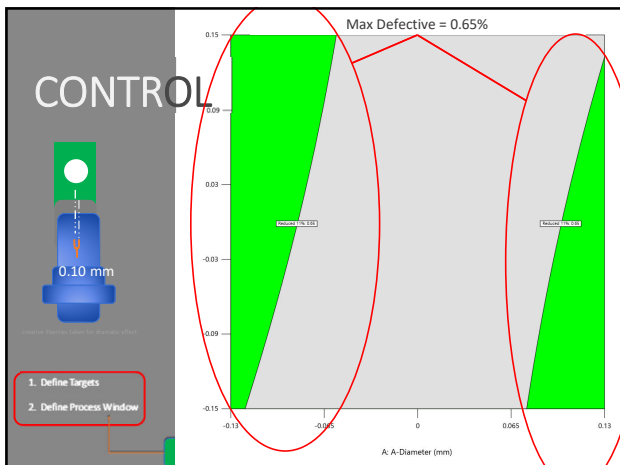 Max Defective = 0.65%
CONTROL
0.10 mm
1. Define Targets
2. Define Process Window
0.15
0.09
0.03
-0.03
-0.09
-0.15
-0.13
-0.065
0
0.065
0.13
A: A-Diameter (mm)